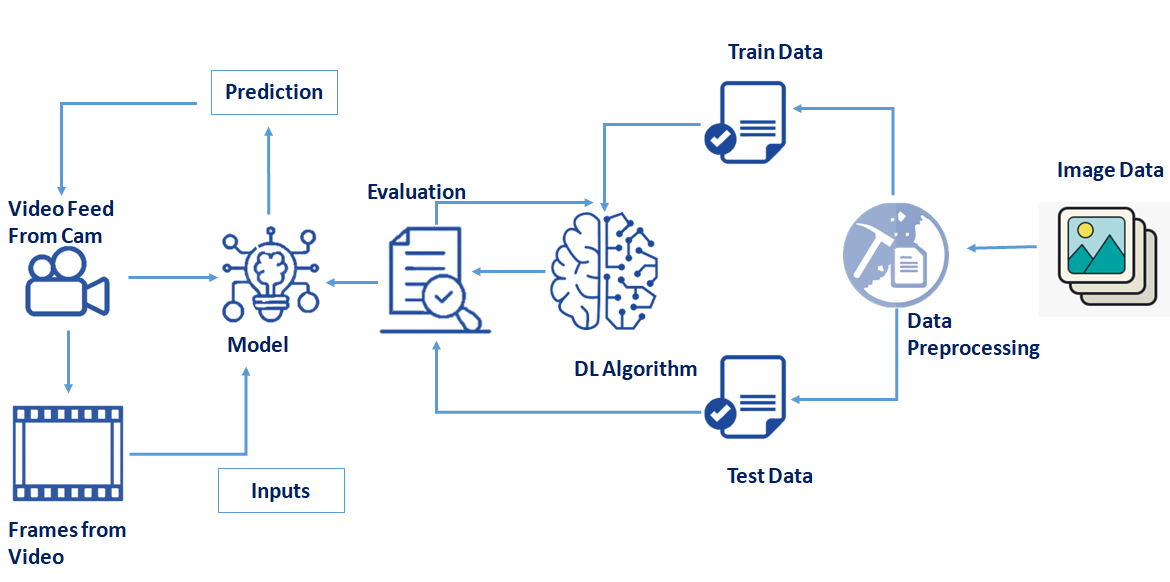 Train Data
Prediction
Image Data
Evaluation
Video Feed
From Cam
Data
Preprocessing
Model
DL Algorithm
Test Data
Inputs
Frames from
Video